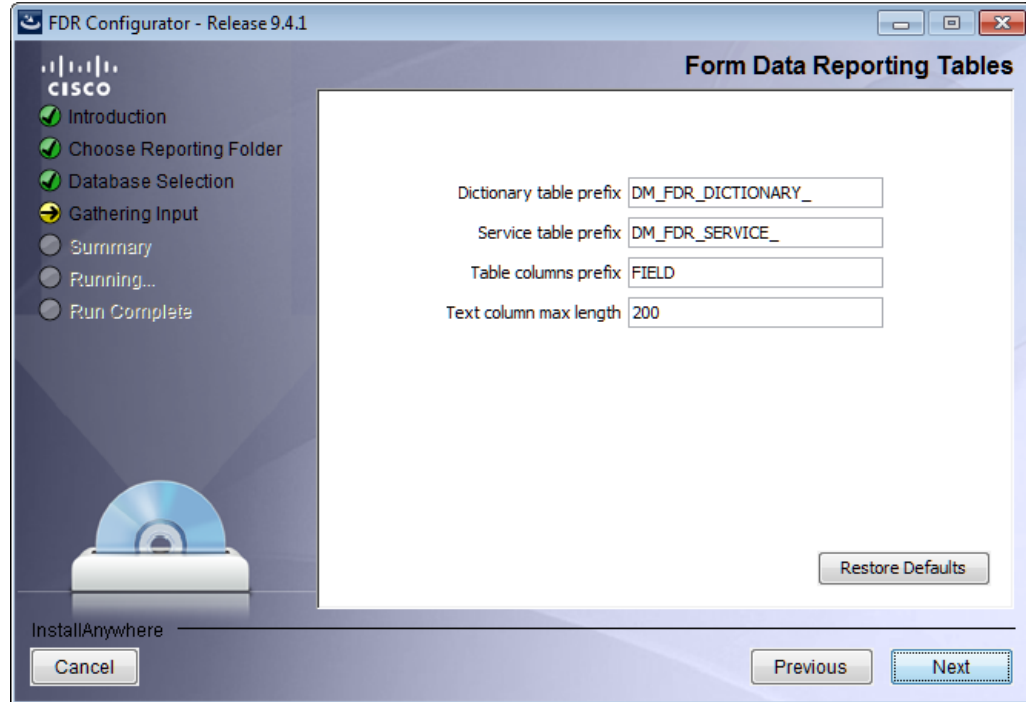 FDR Configurator - Release 9.4.1
CISCO
Form Data Reporting Tables
Introduction
Choose Reporting Folder
Database Selection
Gathering Input
Summary
Running...
Run Complete
Dictionary table prefix DM_FDR_DICTIONARY_
Service table prefix DM_FDR_SERVICE_
Table columns prefix FIELD
Text column max length 200
Restore Defaults
InstallAnywhere
Cancel Previous Next